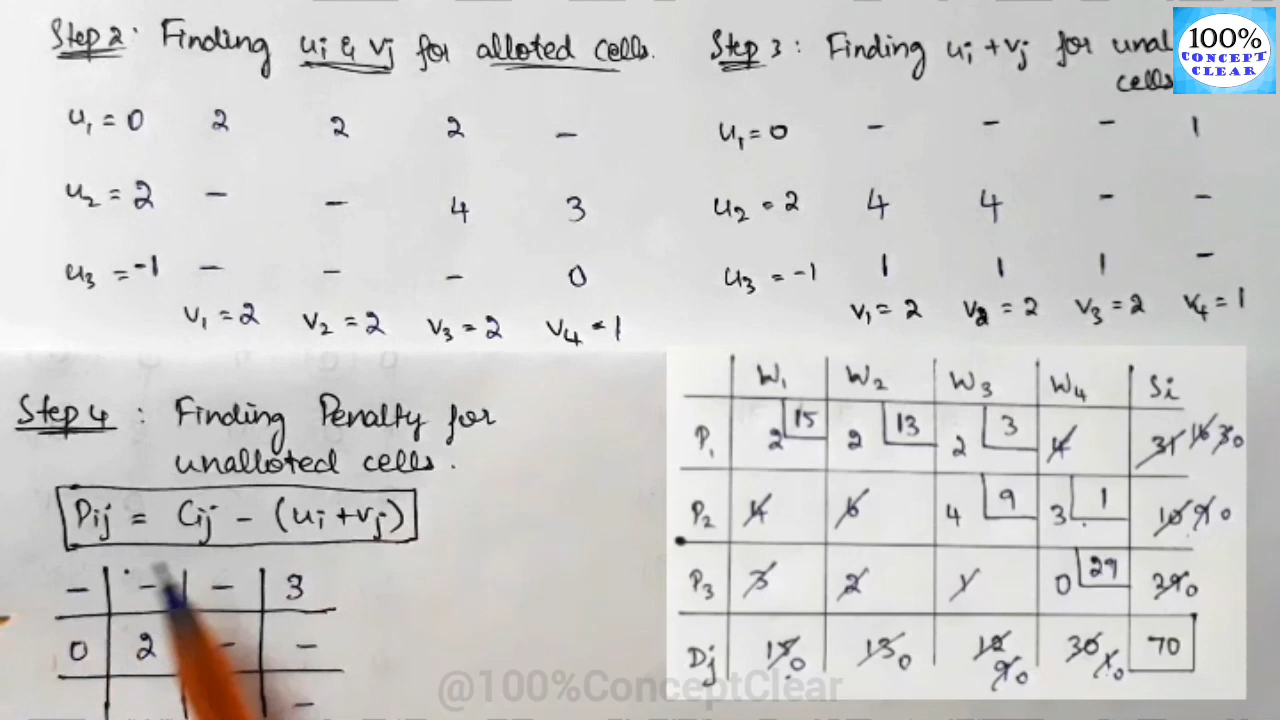 Step 2 : Finding ui & vj for alloted cells.
u1 = 0 2 2 2 -
u2 = 2 - - 4 3
u3 = -1 - - - 0
v1 = 2 v2 = 2 v3 = 2 v4 = 1
Step 3 : Finding ui + vj for unal
cells
100%
CONCEPT
CLEAR
u1 = 0 - - - 1
u2 = 2 4 4 - -
u3 = -1 1 1 1 -
v1 = 2 v2 = 2 v3 = 2 v4 = 1
Step 4 : Finding Penalty for
unalloted cells.
Pij = Cij - (ui + vj)
- - - 3
0 2 - -
-
W1 W2 W3 W4 Si
P1 2 15 2 13 2 3 4 31 16 3 0
P2 4 6 4 9 3 1 10 9 0
P3 3 2 1 0 29 29 0
Dj 15 0 13 0 12 9 0 30 1 0 70
@100%ConceptClear